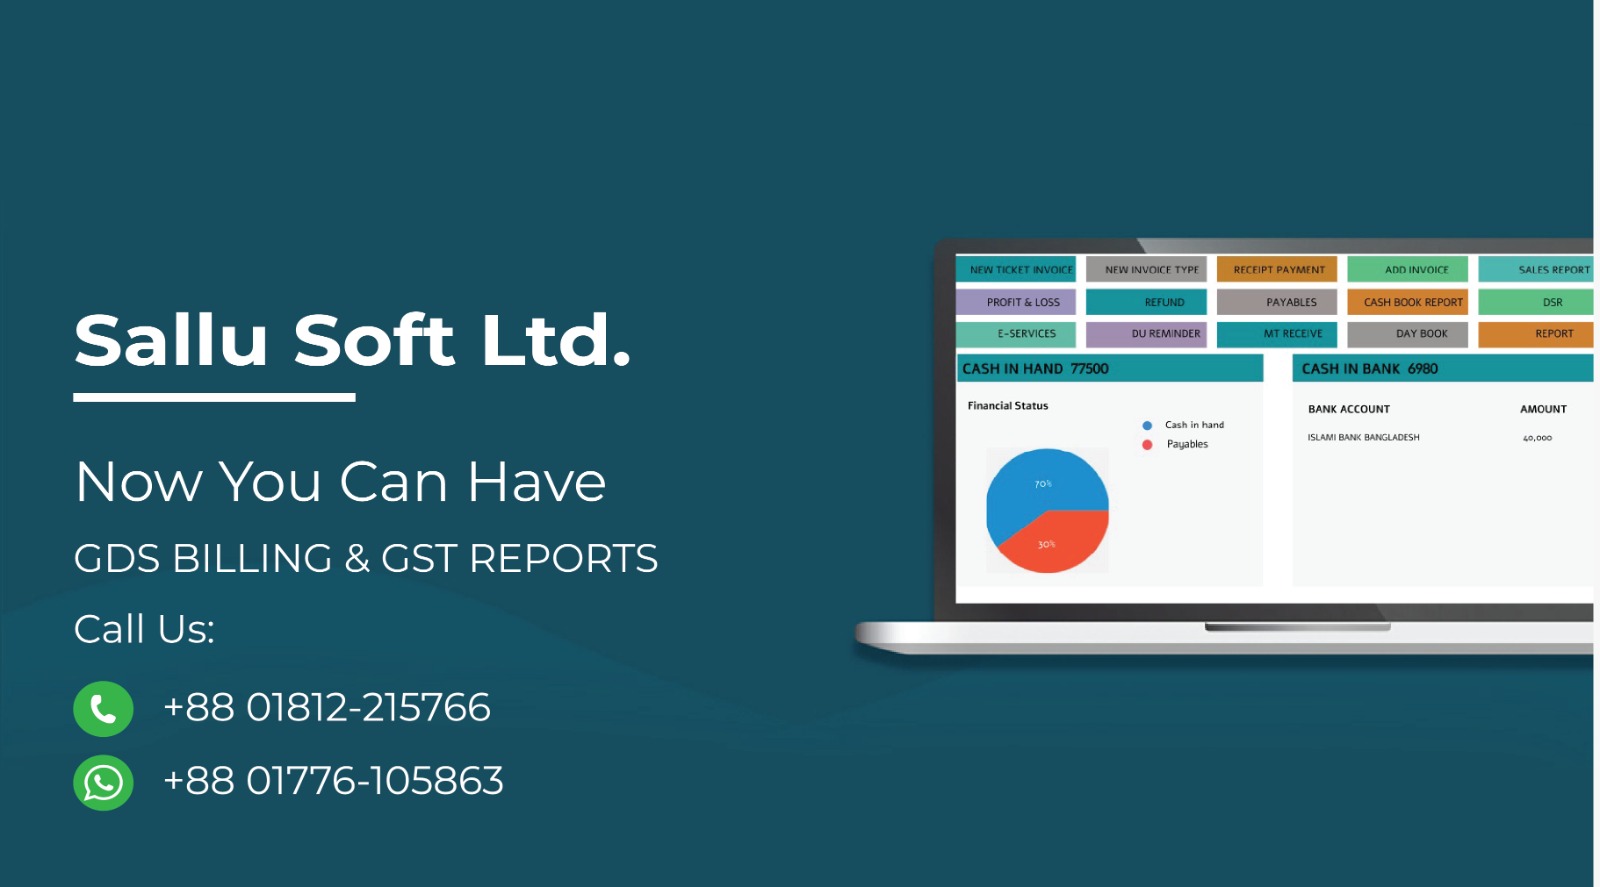 Sallu Soft Ltd.
Now You Can Have
GDS BILLING & GST REPORTS
Call Us:
+88 01812-215766
+88 01776-105863
NEW TICKET INVOICE NEW INVOICE TYPE RECEIPT PAYMENT ADD INVOICE SALES REPORT
PROFIT & LOSS REFUND PAYABLES CASH BOOK REPORT DSR
E-SERVICES DU REMINDER MT RECEIVE DAY BOOK REPORT
CASH IN HAND 77500 CASH IN BANK 6980
Financial Status
Cash in hand
Payables
70%
30%
BANK ACCOUNT AMOUNT
ISLAMI BANK BANGLADESH 40,000